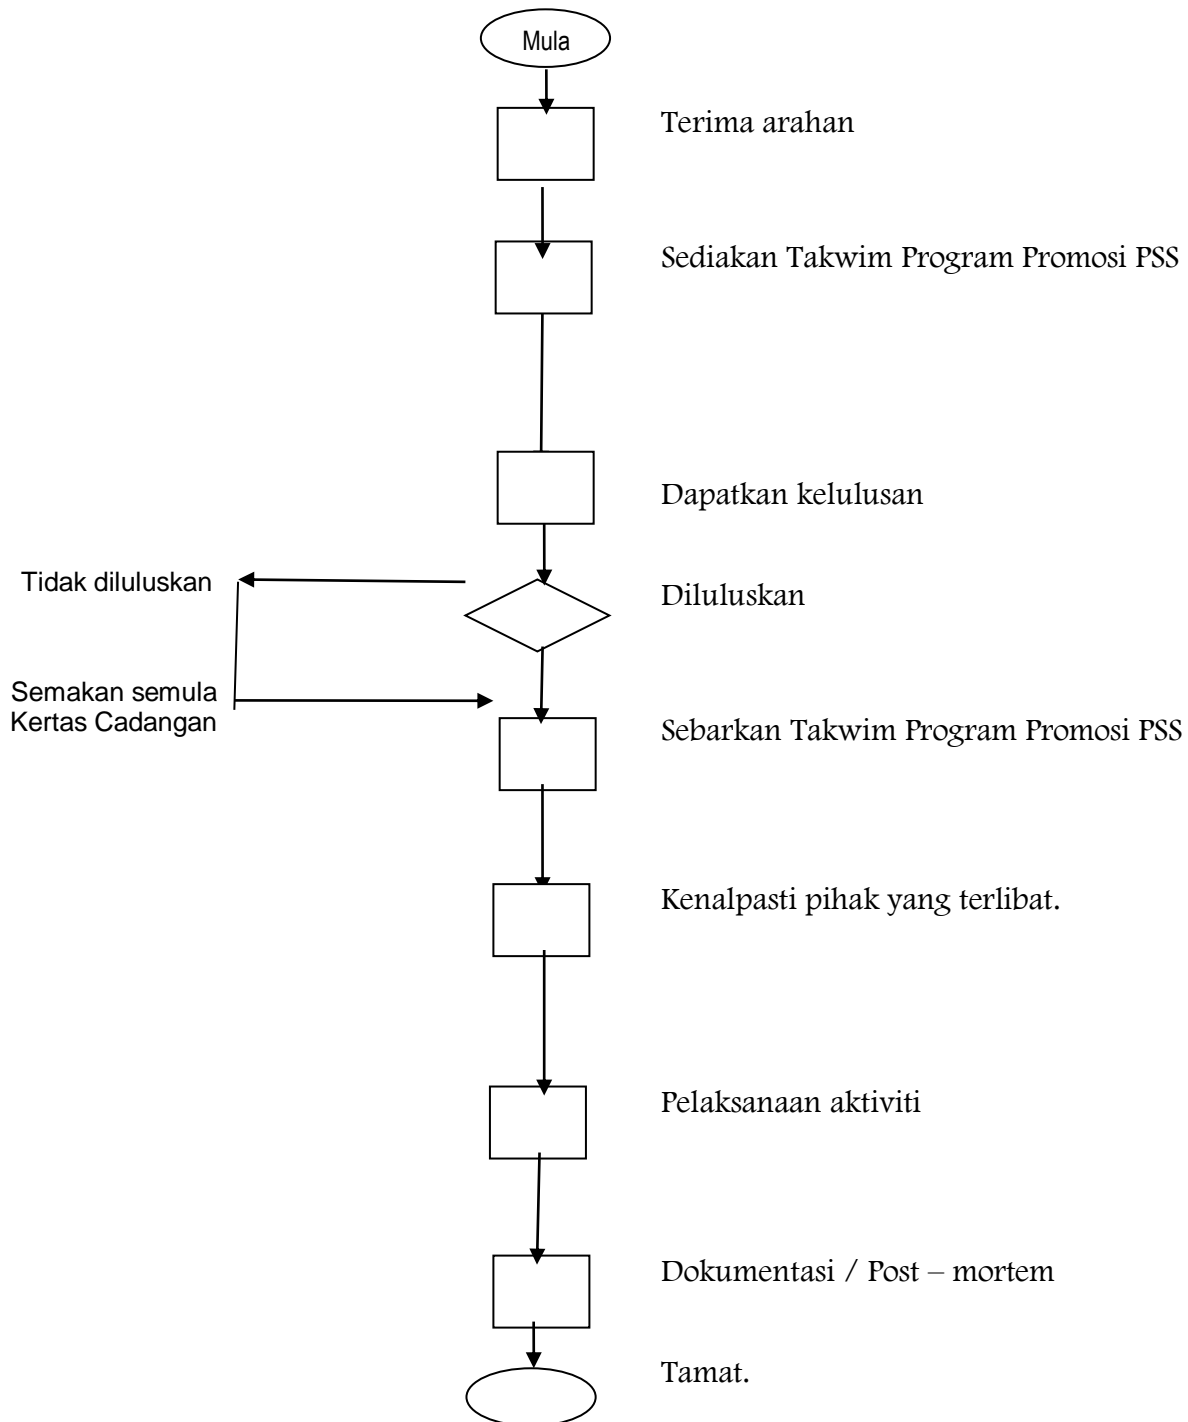 Mula
Terima arahan
Sediakan Takwim Program Promosi PSS
Dapatkan kelulusan
Tidak diluluskan
Diluluskan
Semakan semula
Kertas Cadangan
Sebarkan Takwim Program Promosi PSS
Kenalpasti pihak yang terlibat.
Pelaksanaan aktiviti
Dokumentasi / Post – mortem
Tamat.